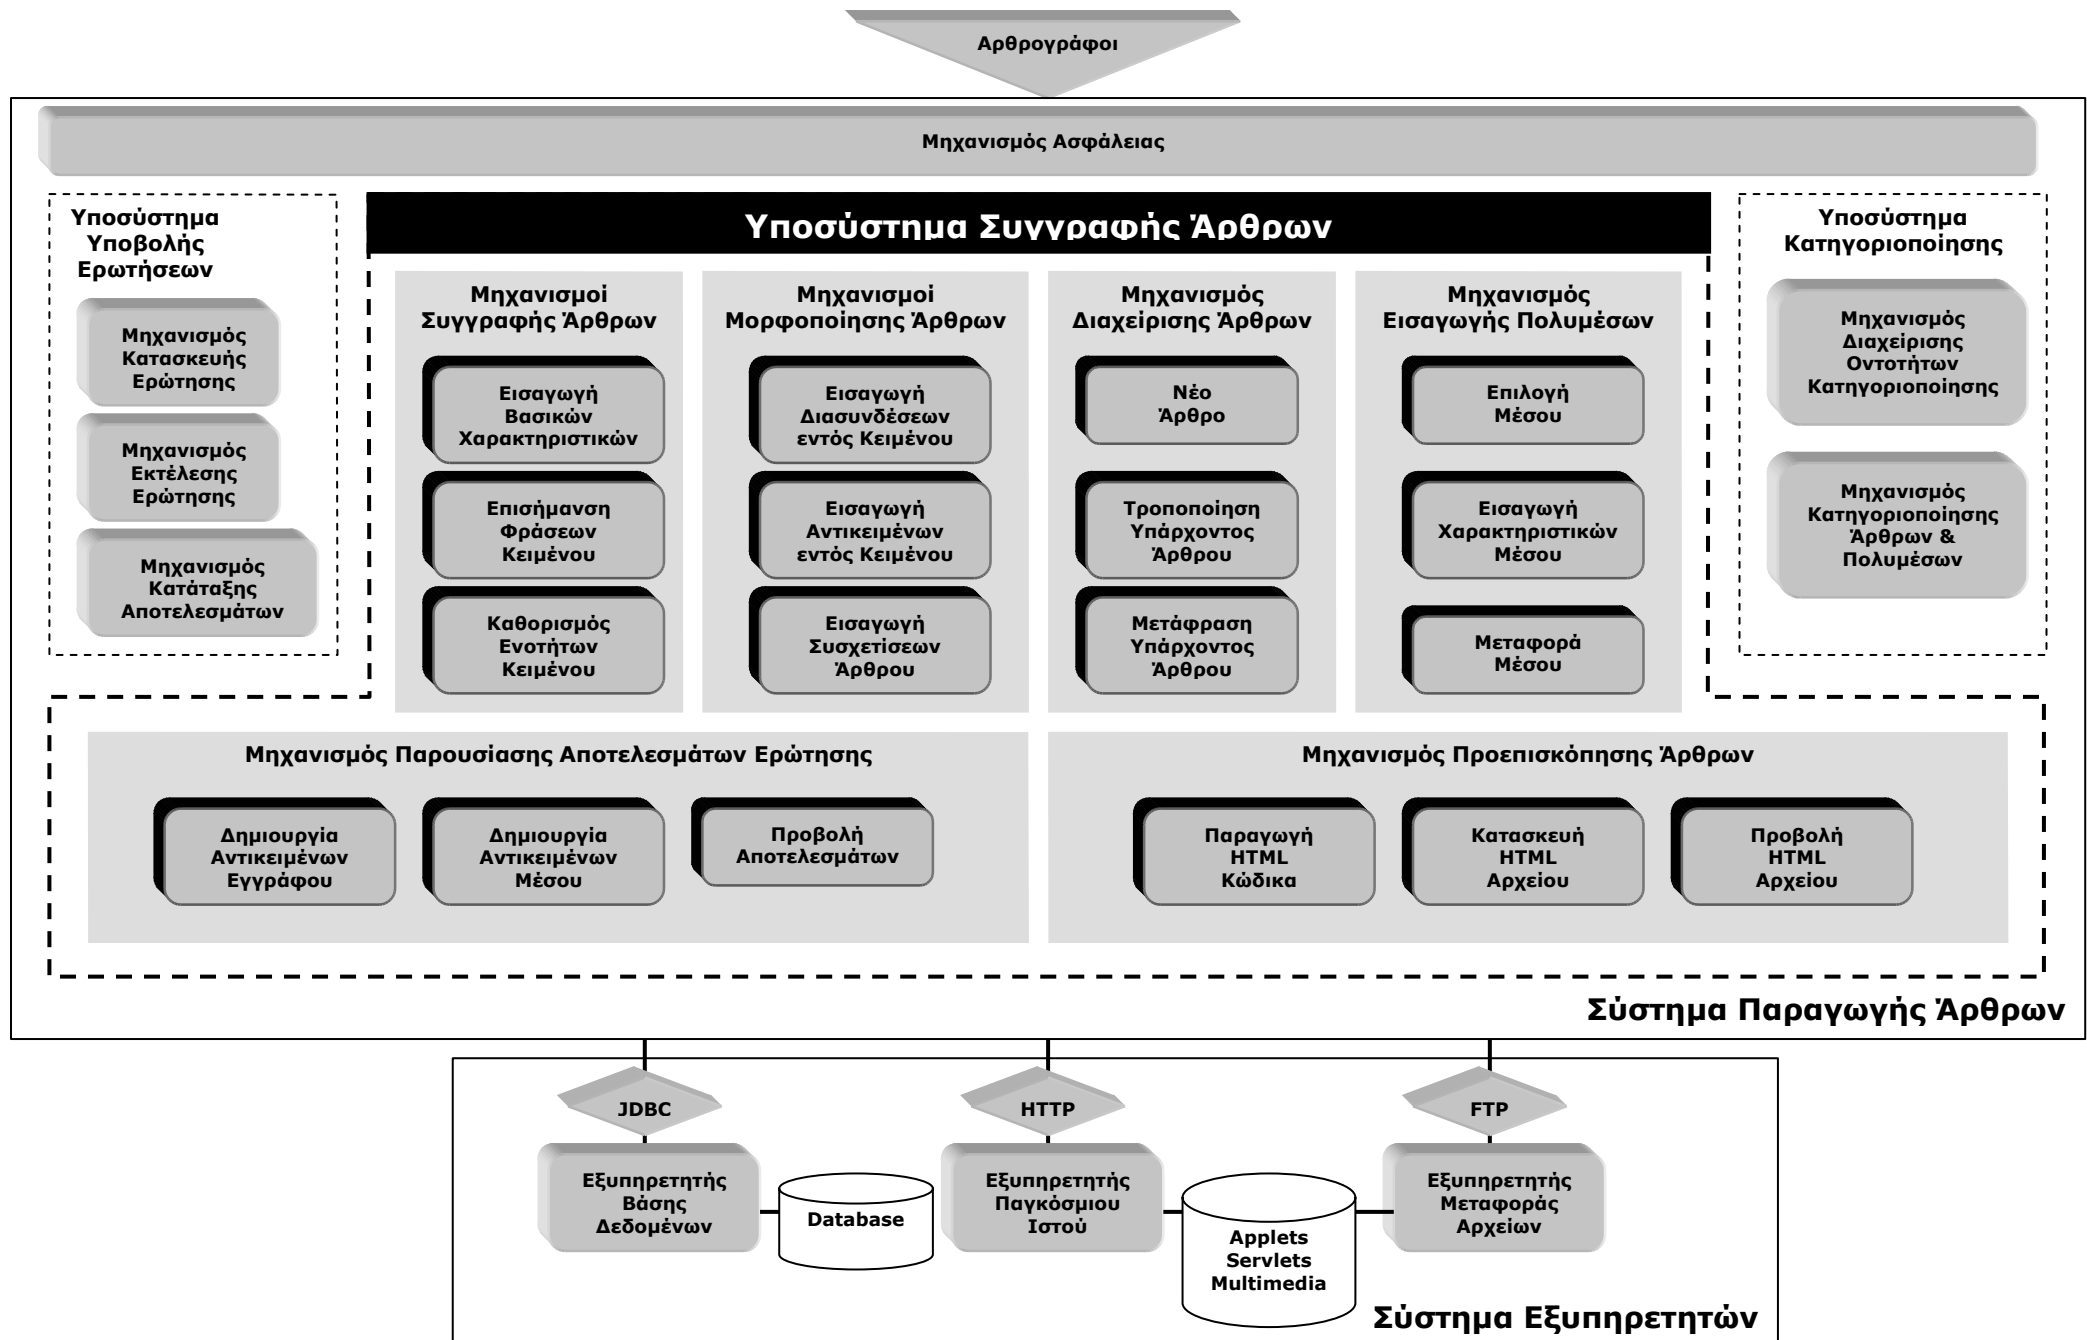 Αρθρογράφοι
Μηχανισμός Ασφάλειας
Υποσύστημα
Υποβολής
Ερωτήσεων
Μηχανισμός
Κατασκευής
Ερώτησης
Μηχανισμός
Εκτέλεσης
Ερώτησης
Μηχανισμός
Κατάταξης
Αποτελεσμάτων
Υποσύστημα Συγγραφής Άρθρων
Μηχανισμοί
Συγγραφής Άρθρων
Εισαγωγή
Βασικών
Χαρακτηριστικών
Επισήμανση
Φράσεων
Κειμένου
Καθορισμός
Ενοτήτων
Κειμένου
Μηχανισμοί
Μορφοποίησης Άρθρων
Εισαγωγή
Διασυνδέσεων
εντός Κειμένου
Εισαγωγή
Αντικειμένων
εντός Κειμένου
Εισαγωγή
Συσχετίσεων
Άρθρου
Μηχανισμός
Διαχείρισης Άρθρων
Νέο
Άρθρο
Τροποποίηση
Υπάρχοντος
Άρθρου
Μετάφραση
Υπάρχοντος
Άρθρου
Μηχανισμός
Εισαγωγής Πολυμέσων
Επιλογή
Μέσου
Εισαγωγή
Χαρακτηριστικών
Μέσου
Μεταφορά
Μέσου
Υποσύστημα
Κατηγοριοποίησης
Μηχανισμός
Διαχείρισης
Οντοτήτων
Κατηγοριοποίησης
Μηχανισμός
Κατηγοριοποίησης
Άρθρων &
Πολυμέσων
Μηχανισμός Παρουσίασης Αποτελεσμάτων Ερώτησης
Δημιουργία
Αντικειμένων
Εγγράφου
Δημιουργία
Αντικειμένων
Μέσου
Προβολή
Αποτελεσμάτων
Μηχανισμός Προεπισκόπησης Άρθρων
Παραγωγή
HTML
Κώδικα
Κατασκευή
HTML
Αρχείου
Προβολή
HTML
Αρχείου
Σύστημα Παραγωγής Άρθρων
JDBC
HTTP
FTP
Εξυπηρετητής
Βάσης
Δεδομένων
Database
Εξυπηρετητής
Παγκόσμιου
Ιστού
Applets
Servlets
Multimedia
Εξυπηρετητής
Μεταφοράς
Αρχείων
Σύστημα Εξυπηρετητών